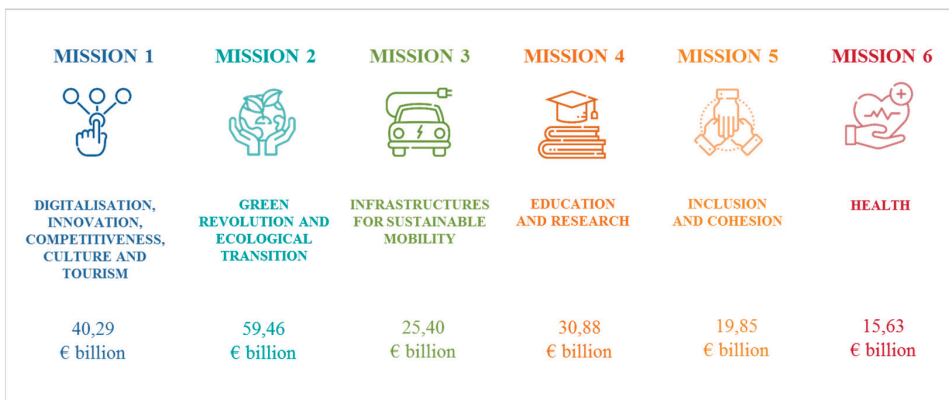 MISSION 1
MISSION 2
MISSION 3
MISSION 4
MISSION 5
MISSION 6
DIGITALISATION,
INNOVATION,
COMPETITIVENESS,
CULTURE AND
TOURISM
GREEN
REVOLUTION AND
ECOLOGICAL
TRANSITION
INFRASTRUCTURES
FOR SUSTAINABLE
MOBILITY
EDUCATION
AND RESEARCH
INCLUSION
AND COHESION
HEALTH
40,29
€ billion
59,46
€ billion
25,40
€ billion
30,88
€ billion
19,85
€ billion
15,63
€ billion